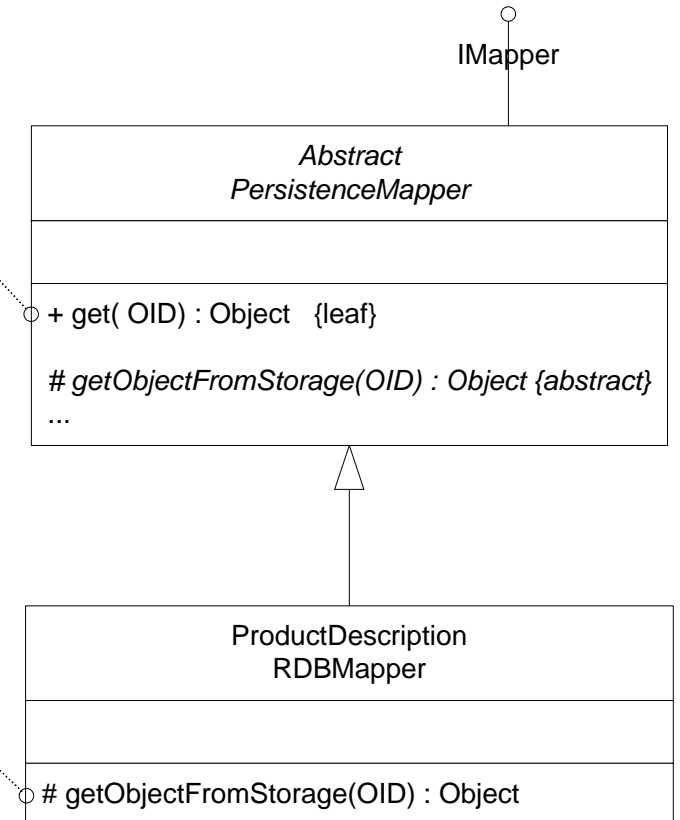 IMapper
Abstract
PersistenceMapper
+ get( OID) : Object {leaf}
# getObjectFromStorage(OID) : Object {abstract}
...
ProductDescription
RDBMapper
# getObjectFromStorage(OID) : Object